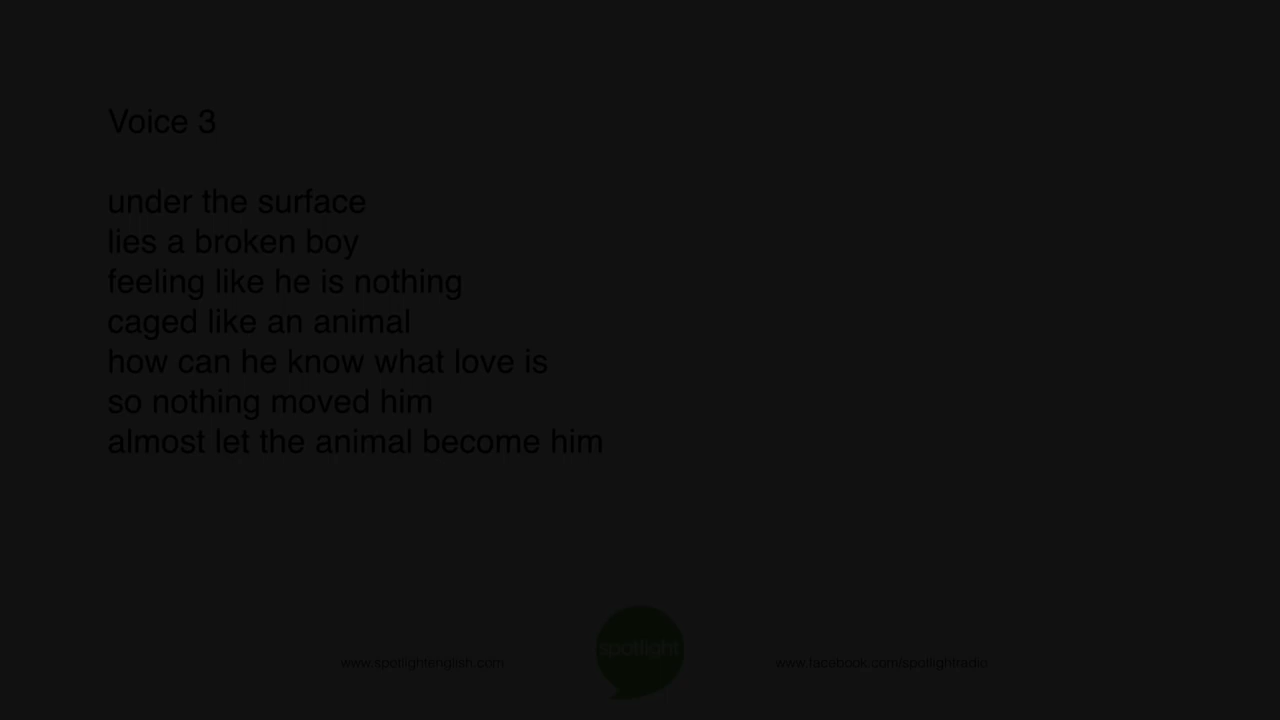 Voice 3
under the surface
lies a broken boy
feeling like he is nothing
caged like an animal
how can he know what love is
so nothing moved him
almost let the animal become him
www.spotlightenglish.com
spotlight
www.facebook.com/spotlightradio